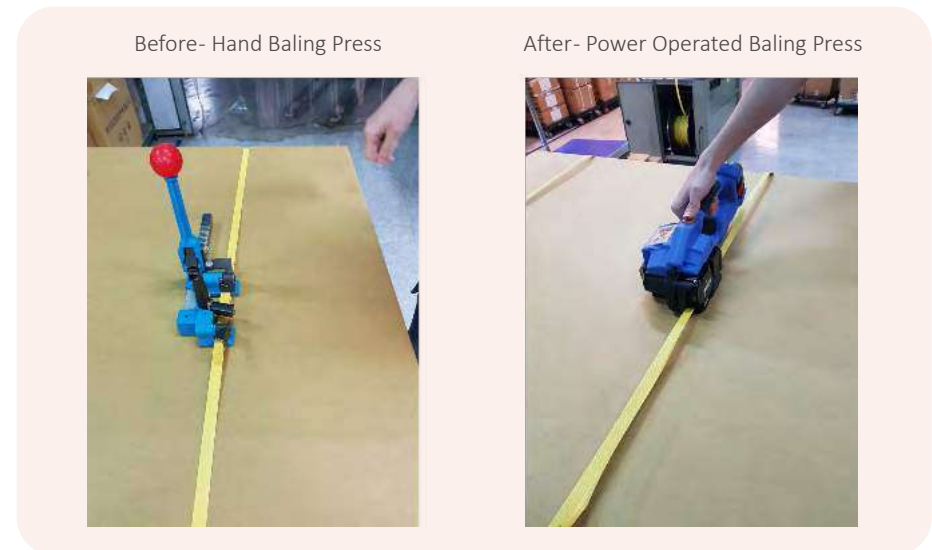 Before- Hand Baling Press
After- Power Operated Baling Press